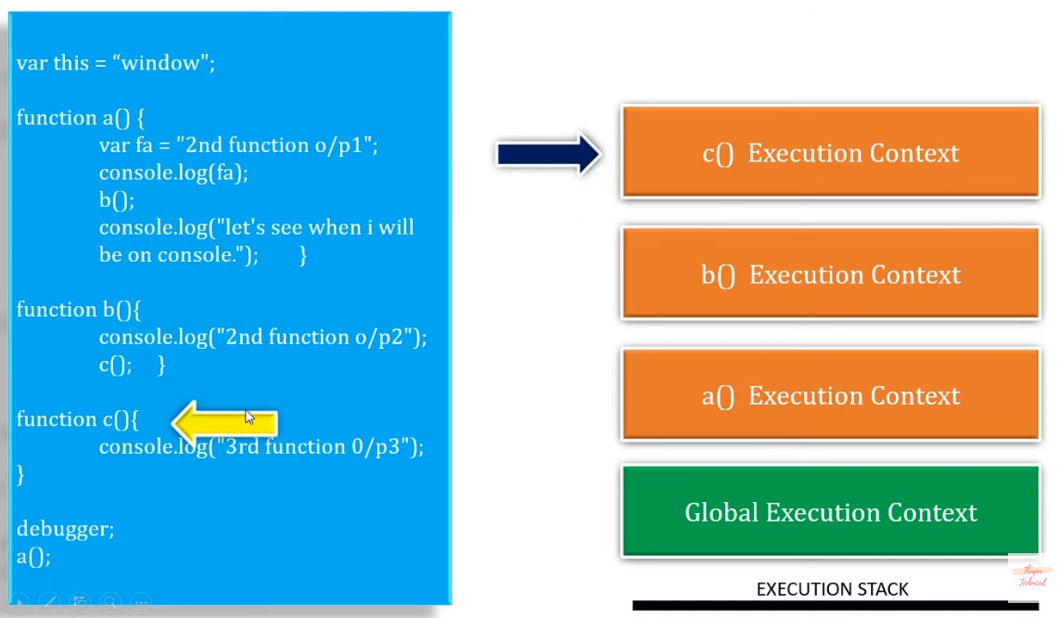 var this = “window";
function a() {
var fa = "2nd function o/p1";
console.log(fa);
b();
console.log("let's see when i will
be on console."); }
function b(){
console.log("2nd function o/p2");
c(); }
function c(){
console.log("3rd function 0/p3");
}
debugger;
a();
c() Execution Context
b() Execution Context
a() Execution Context
Global Execution Context
EXECUTION STACK
Thapa
Technical